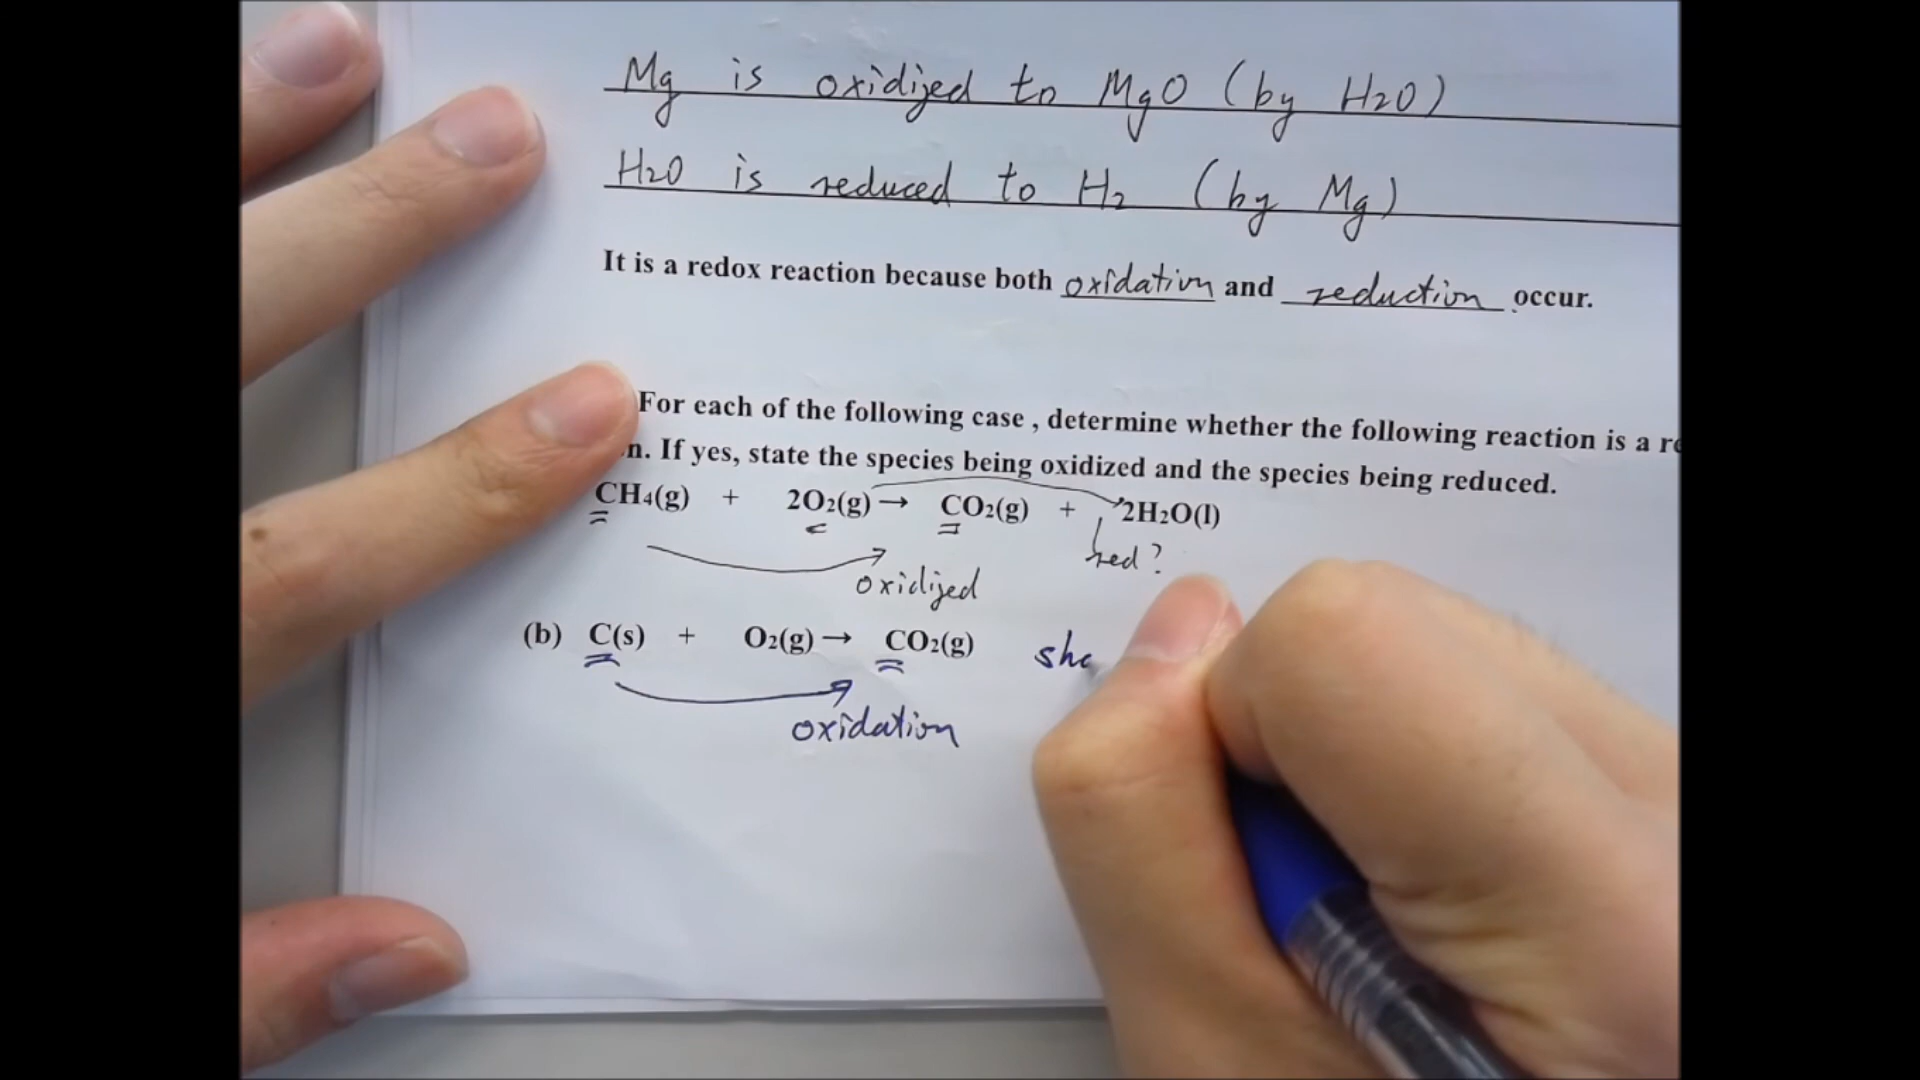 Mg is oxidized to MgO (by H2O)
H2O is reduced to H2 (by Mg)
It is a redox reaction because both oxidation and reduction occur.
For each of the following case , determine whether the following reaction is a re
n. If yes, state the species being oxidized and the species being reduced.
CH4(g) + 2O2(g) → CO2(g) + 2H2O(l)
red?
oxidized
(b) C(s) + O2(g) → CO2(g) sho
oxidation